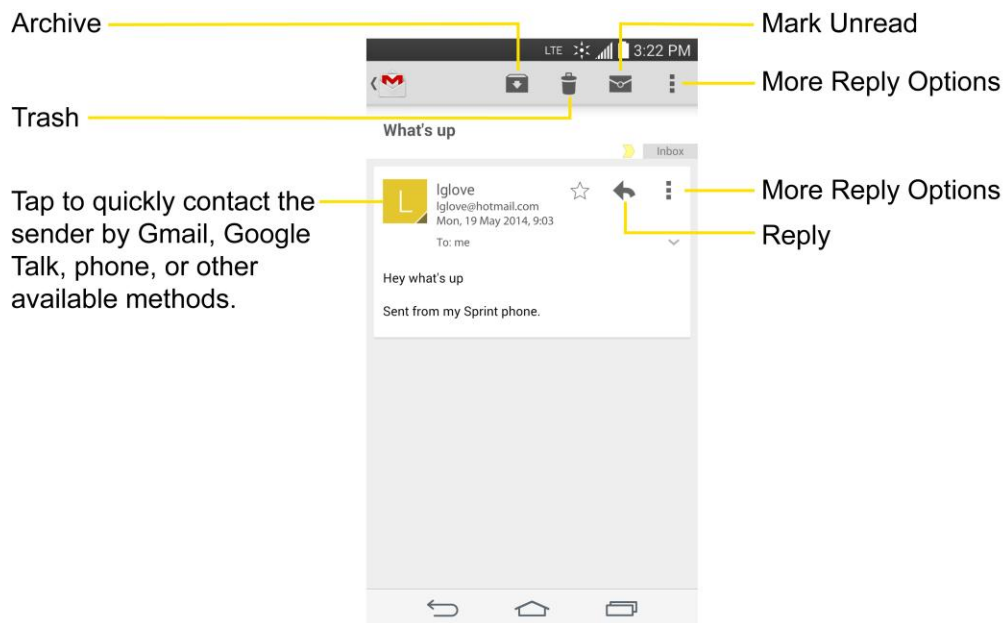 Archive
Mark Unread
LTE 3:22 PM
More Reply Options
Trash
What's up
Inbox
Tap to quickly contact the
sender by Gmail, Google
Talk, phone, or other
available methods.
L
lglove
lglove@hotmail.com
Mon, 19 May 2014, 9:03
To: me
More Reply Options
Reply
Hey what's up
Sent from my Sprint phone.